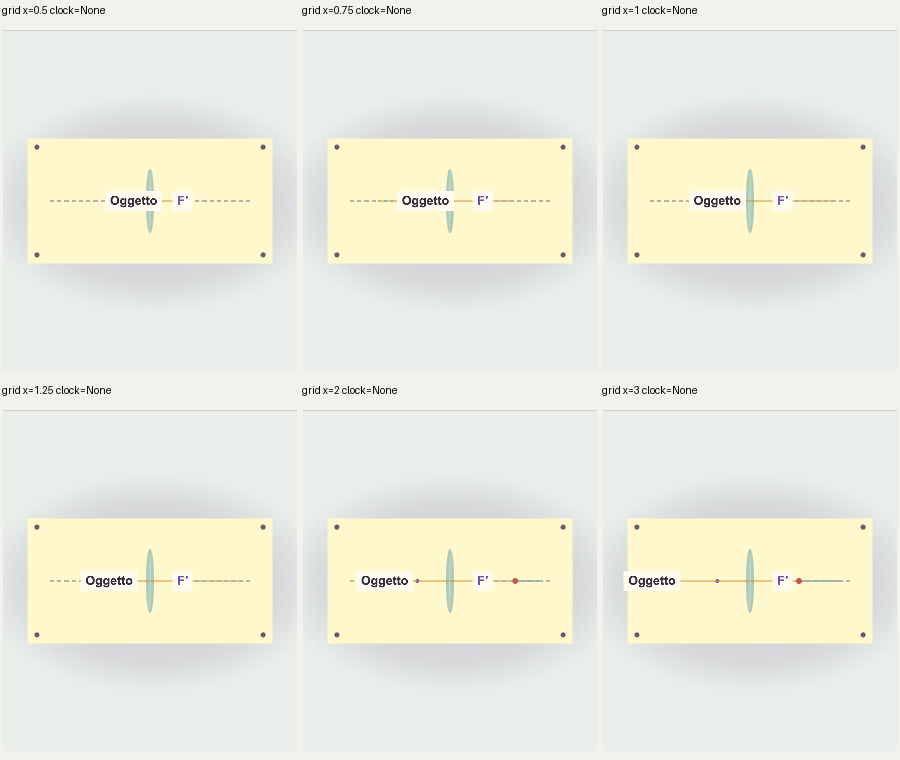 grid x=0.5 clock=None
grid x=0.75 clock=None
grid x=1 clock=None
Oggetto F′
Oggetto F′
Oggetto F′
grid x=1.25 clock=None
grid x=2 clock=None
grid x=3 clock=None
Oggetto F′
Oggetto F′
Oggetto F′